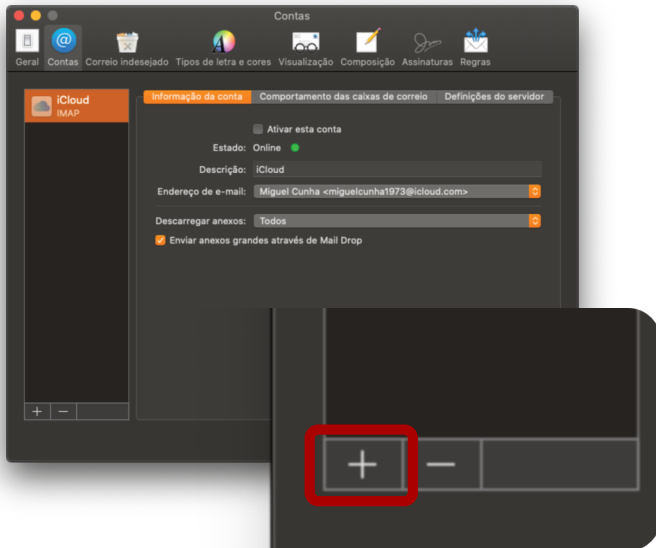 Contas
Geral Contas Correio indesejado Tipos de letra e cores Visualização Composição Assinaturas Regras
iCloud
IMAP
Informação da conta Comportamento das caixas de correio Definições do servidor
Ativar esta conta
Estado: Online
Descrição: iCloud
Endereço de e-mail: Miguel Cunha <miguelcunha1973@icloud.com>
Descarregar anexos: Todos
Enviar anexos grandes através de Mail Drop